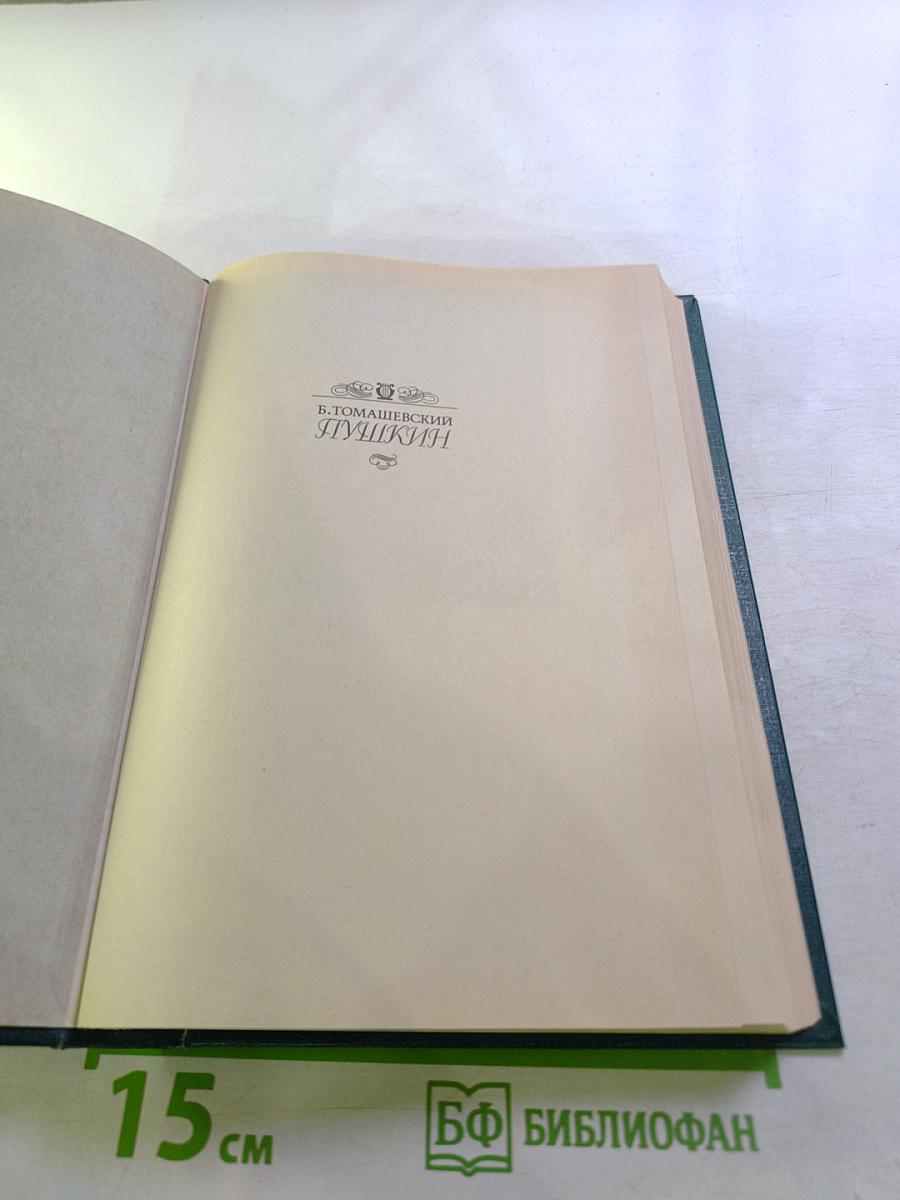 Б.ТОМАШЕВСКИЙ
ПУШКИН
15 см
БФ БИБЛИОФАН